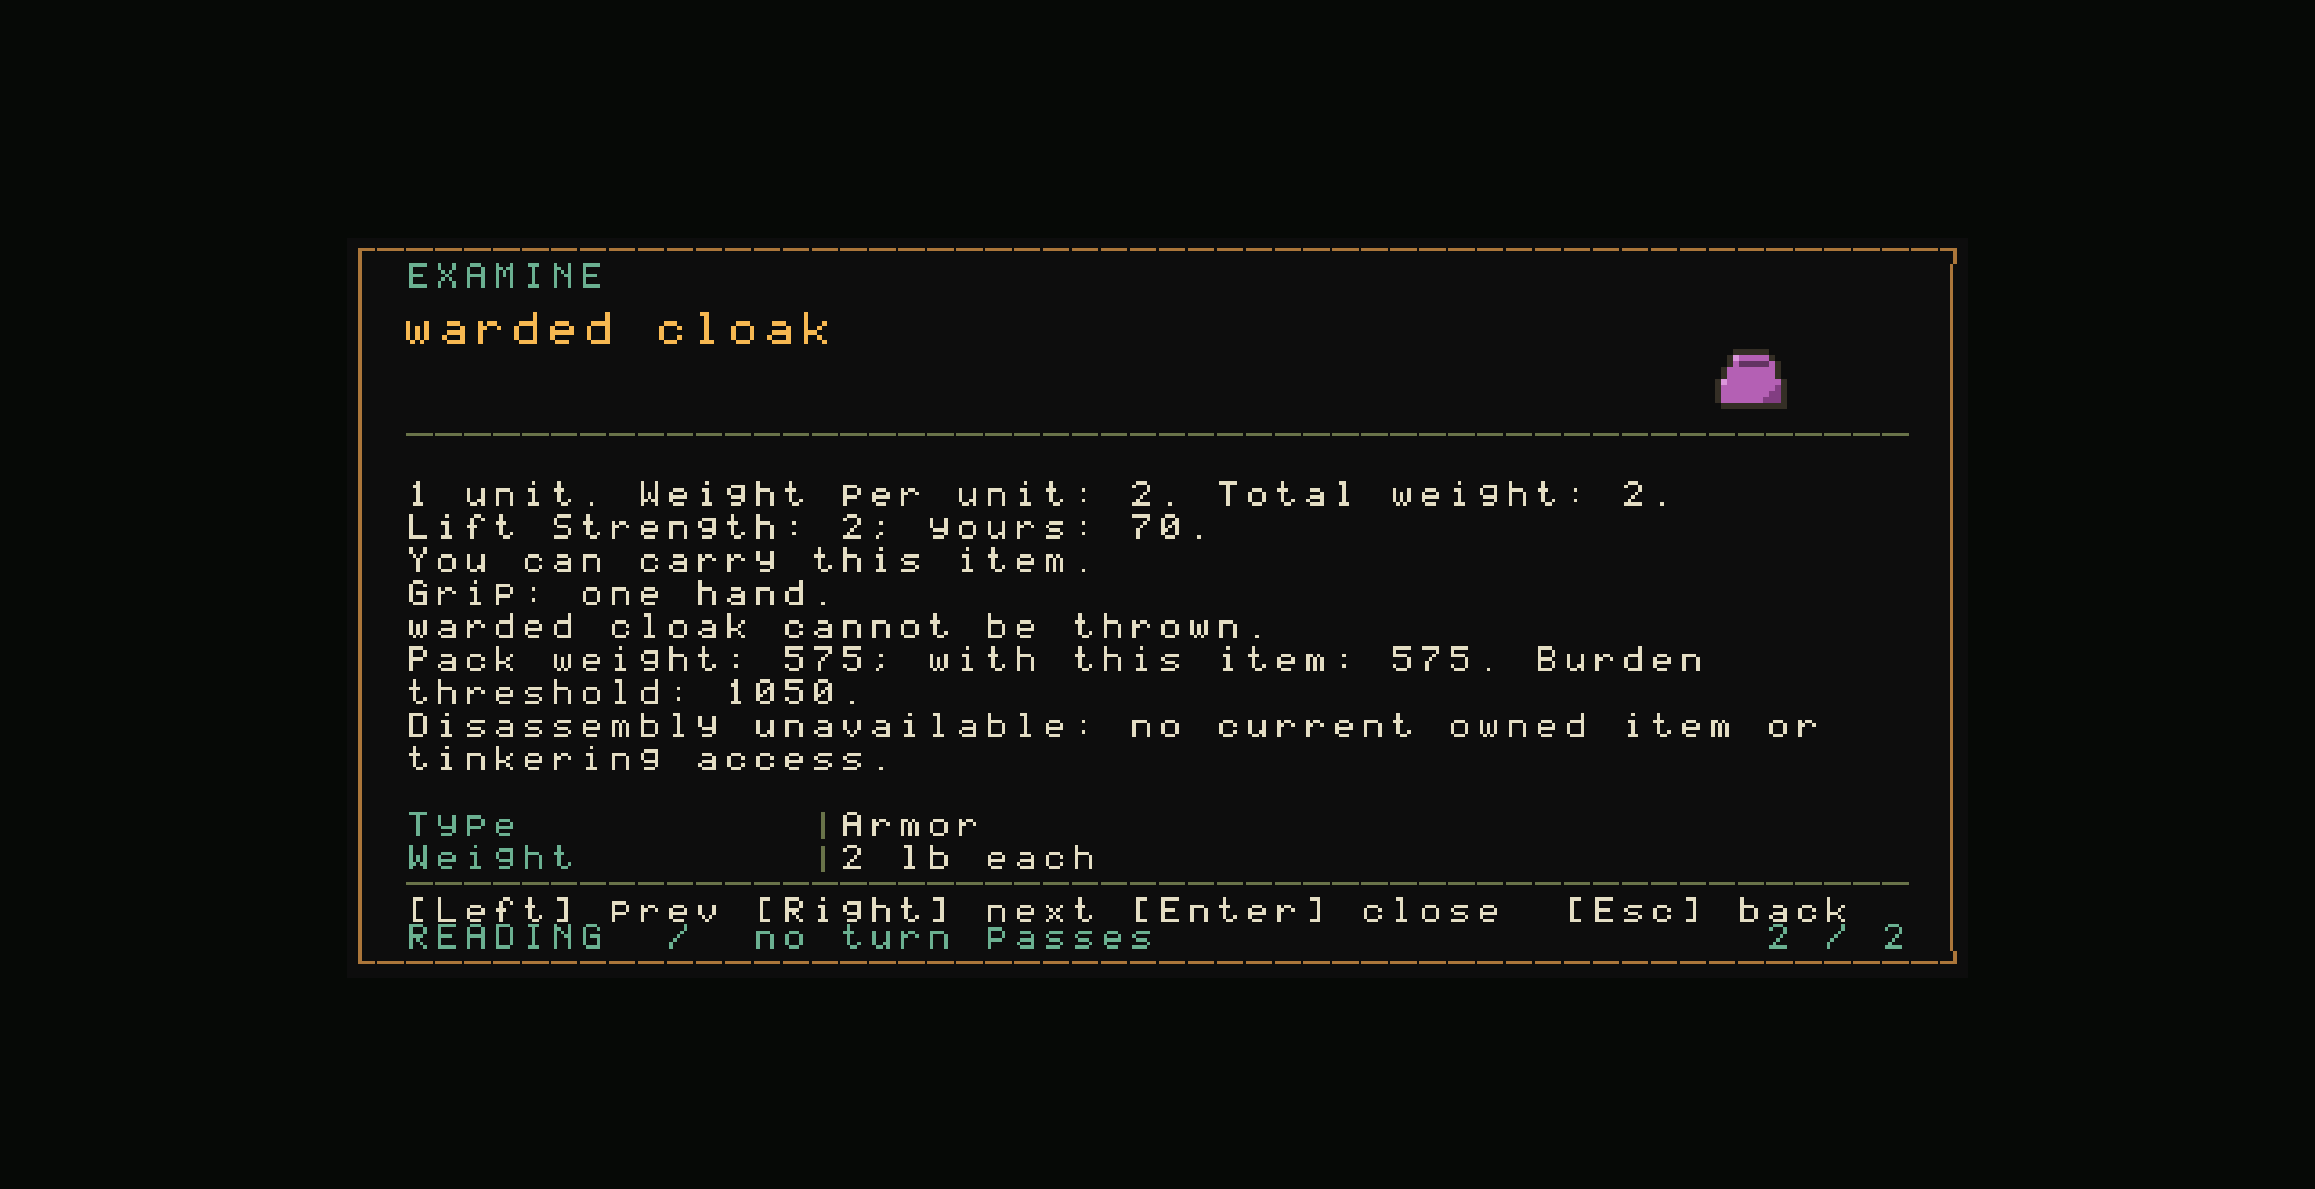 EXAMINE
warded cloak
1 unit. Weight per unit: 2. Total weight: 2.
Lift Strength: 2; yours: 70.
You can carry this item.
Grip: one hand.
warded cloak cannot be thrown.
Pack weight: 575; with this item: 575. Burden
threshold: 1050.
Disassembly unavailable: no current owned item or
tinkering access.
Type |Armor
Weight |2 lb each
[Left] prev [Right] next [Enter] close [Esc] back
READING / no turn passes 2 / 2